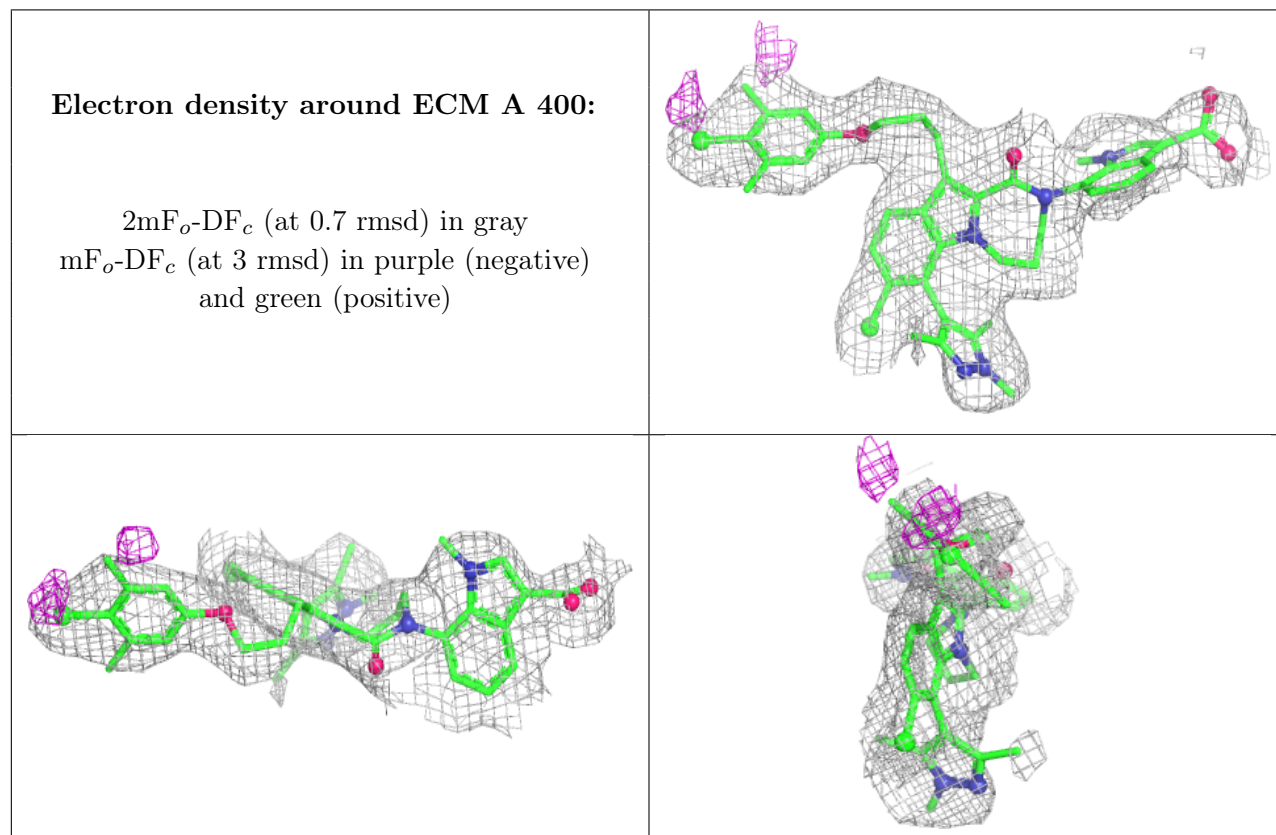 Electron density around ECM A 400:
2mFo-DFc (at 0.7 rmsd) in gray
mFo-DFc (at 3 rmsd) in purple (negative)
and green (positive)